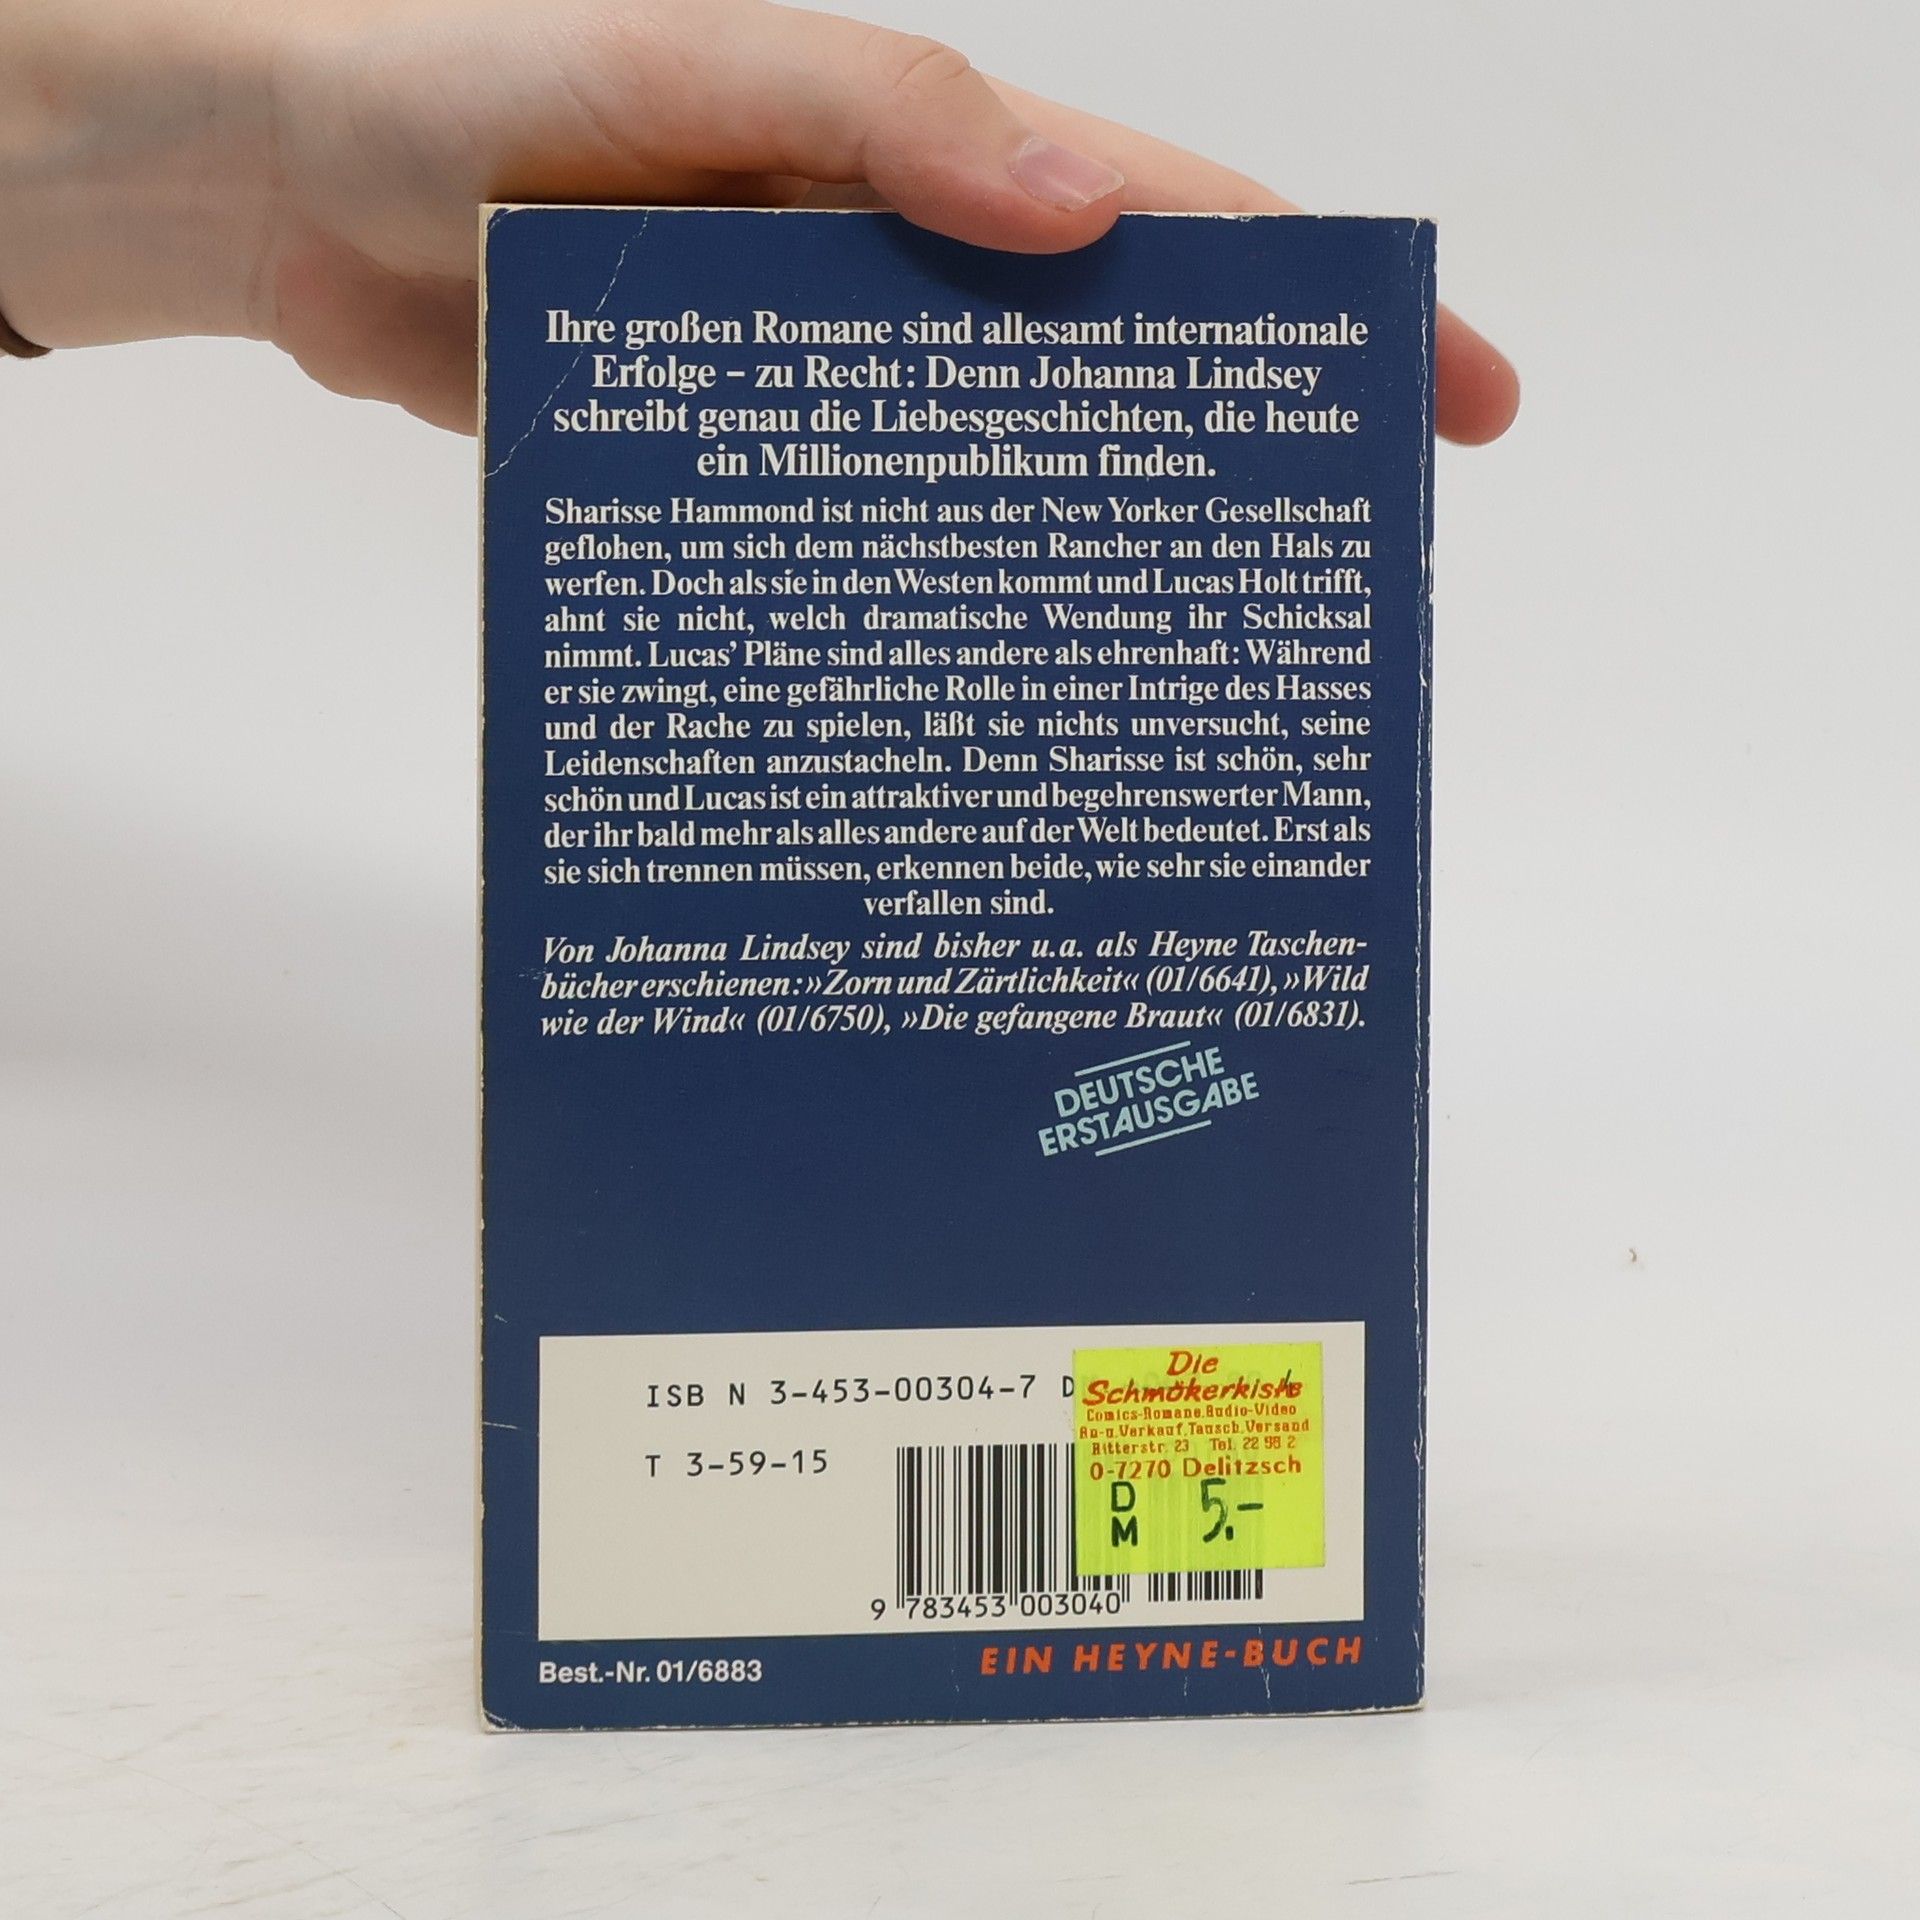 Ihre großen Romane sind allesamt internationale
Erfolge – zu Recht: Denn Johanna Lindsey
schreibt genau die Liebesgeschichten, die heute
ein Millionenpublikum finden.
Sharisse Hammond ist nicht aus der New Yorker Gesellschaft
geflohen, um sich dem nächstbesten Rancher an den Hals zu
werfen. Doch als sie in den Westen kommt und Lucas Holt trifft,
ahnt sie nicht, welch dramatische Wendung ihr Schicksal
nimmt. Lucas’ Pläne sind alles andere als ehrenhaft: Während
er sie zwingt, eine gefährliche Rolle in einer Intrige des Hasses
und der Rache zu spielen, läßt sie nichts unversucht, seine
Leidenschaften anzustacheln. Denn Sharisse ist schön, sehr
schön und Lucas ist ein attraktiver und begehrenswerter Mann,
der ihr bald mehr als alles andere auf der Welt bedeutet. Erst als
sie sich trennen müssen, erkennen beide, wie sehr sie einander
verfallen sind.
Von Johanna Lindsey sind bisher u.a. als Heyne Taschen-
bücher erschienen: »Zorn und Zärtlichkeit« (01/6641), »Wild
wie der Wind« (01/6750), »Die gefangene Braut« (01/6831).
DEUTSCHE
ERSTAUSGABE
ISBN 3-453-00304-7 D
T 3-59-15
Die
Schmökerkiste
Comics-Romane.Audio-Video
An-u.Verkauf,Tausch.Versand
Ritterstr. 23 Tel. 22 98 2
O-7270 Delitzsch
DM 5.-
9 783453 003040
EIN HEYNE-BUCH
Best.-Nr. 01/6883